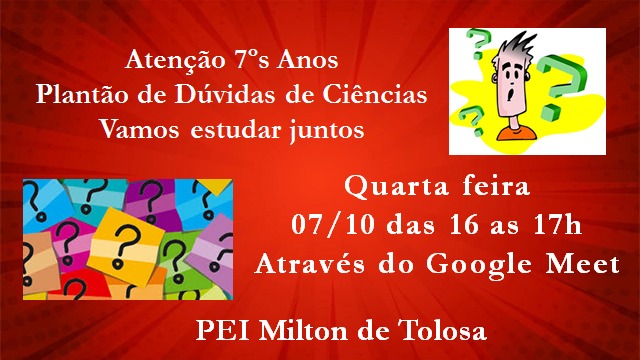 Atenção 7ºs Anos
Plantão de Dúvidas de Ciências
Vamos estudar juntos
Quarta feira
07/10 das 16 as 17h
Através do Google Meet
PEI Milton de Tolosa